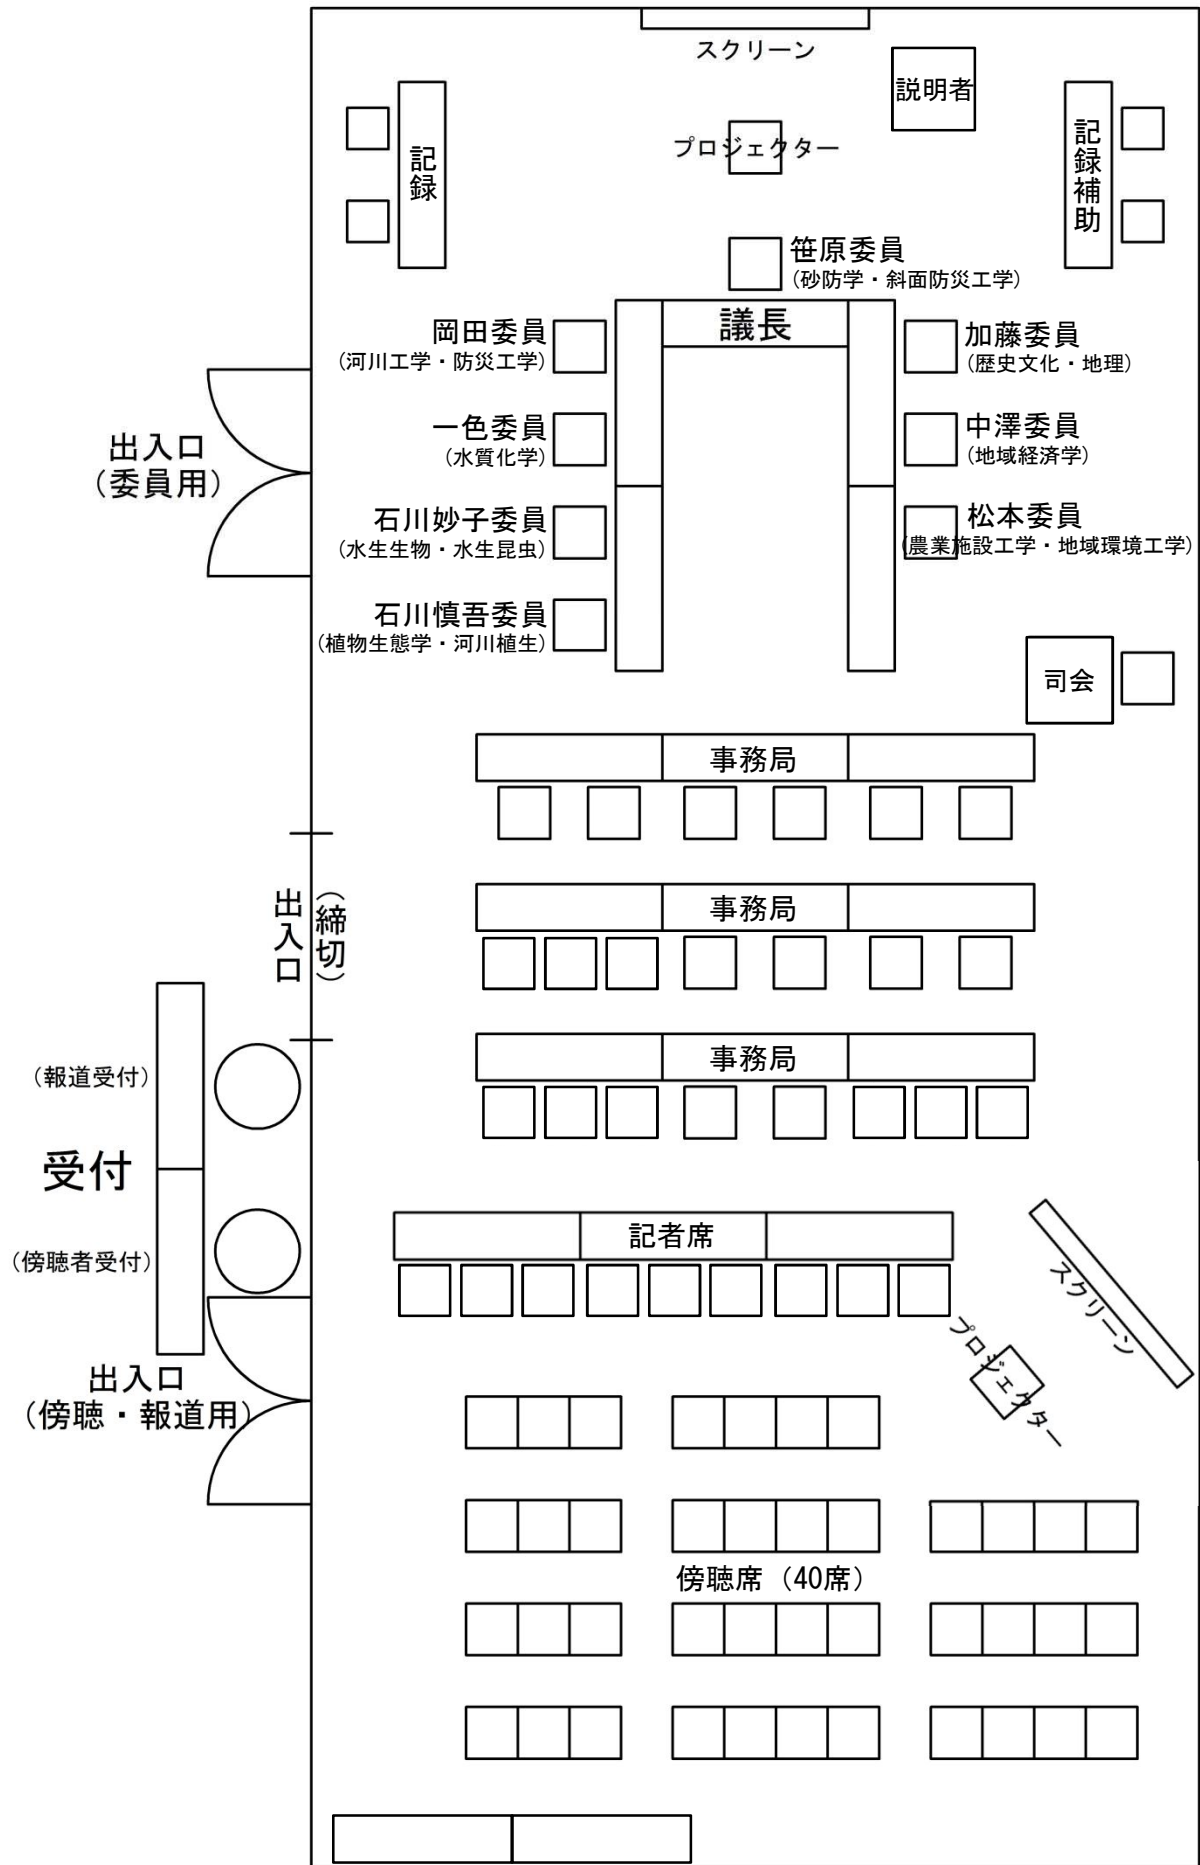 スクリーン
説明者
プロジェクター
記録
記録補助
笹原委員
(砂防学・斜面防災工学)
議長
岡田委員
(河川工学・防災工学)
加藤委員
(歴史文化・地理)
一色委員
(水質化学)
中澤委員
(地域経済学)
出入口
(委員用)
石川妙子委員
(水生生物・水生昆虫)
松本委員
(農業施設工学・地域環境工学)
石川慎吾委員
(植物生態学・河川植生)
司会
事務局
出入口
(締切)
事務局
事務局
(報道受付)
受付
(傍聴者受付)
記者席
スクリーン
プロジェクター
出入口
(傍聴・報道用)
傍聴席 (40席)